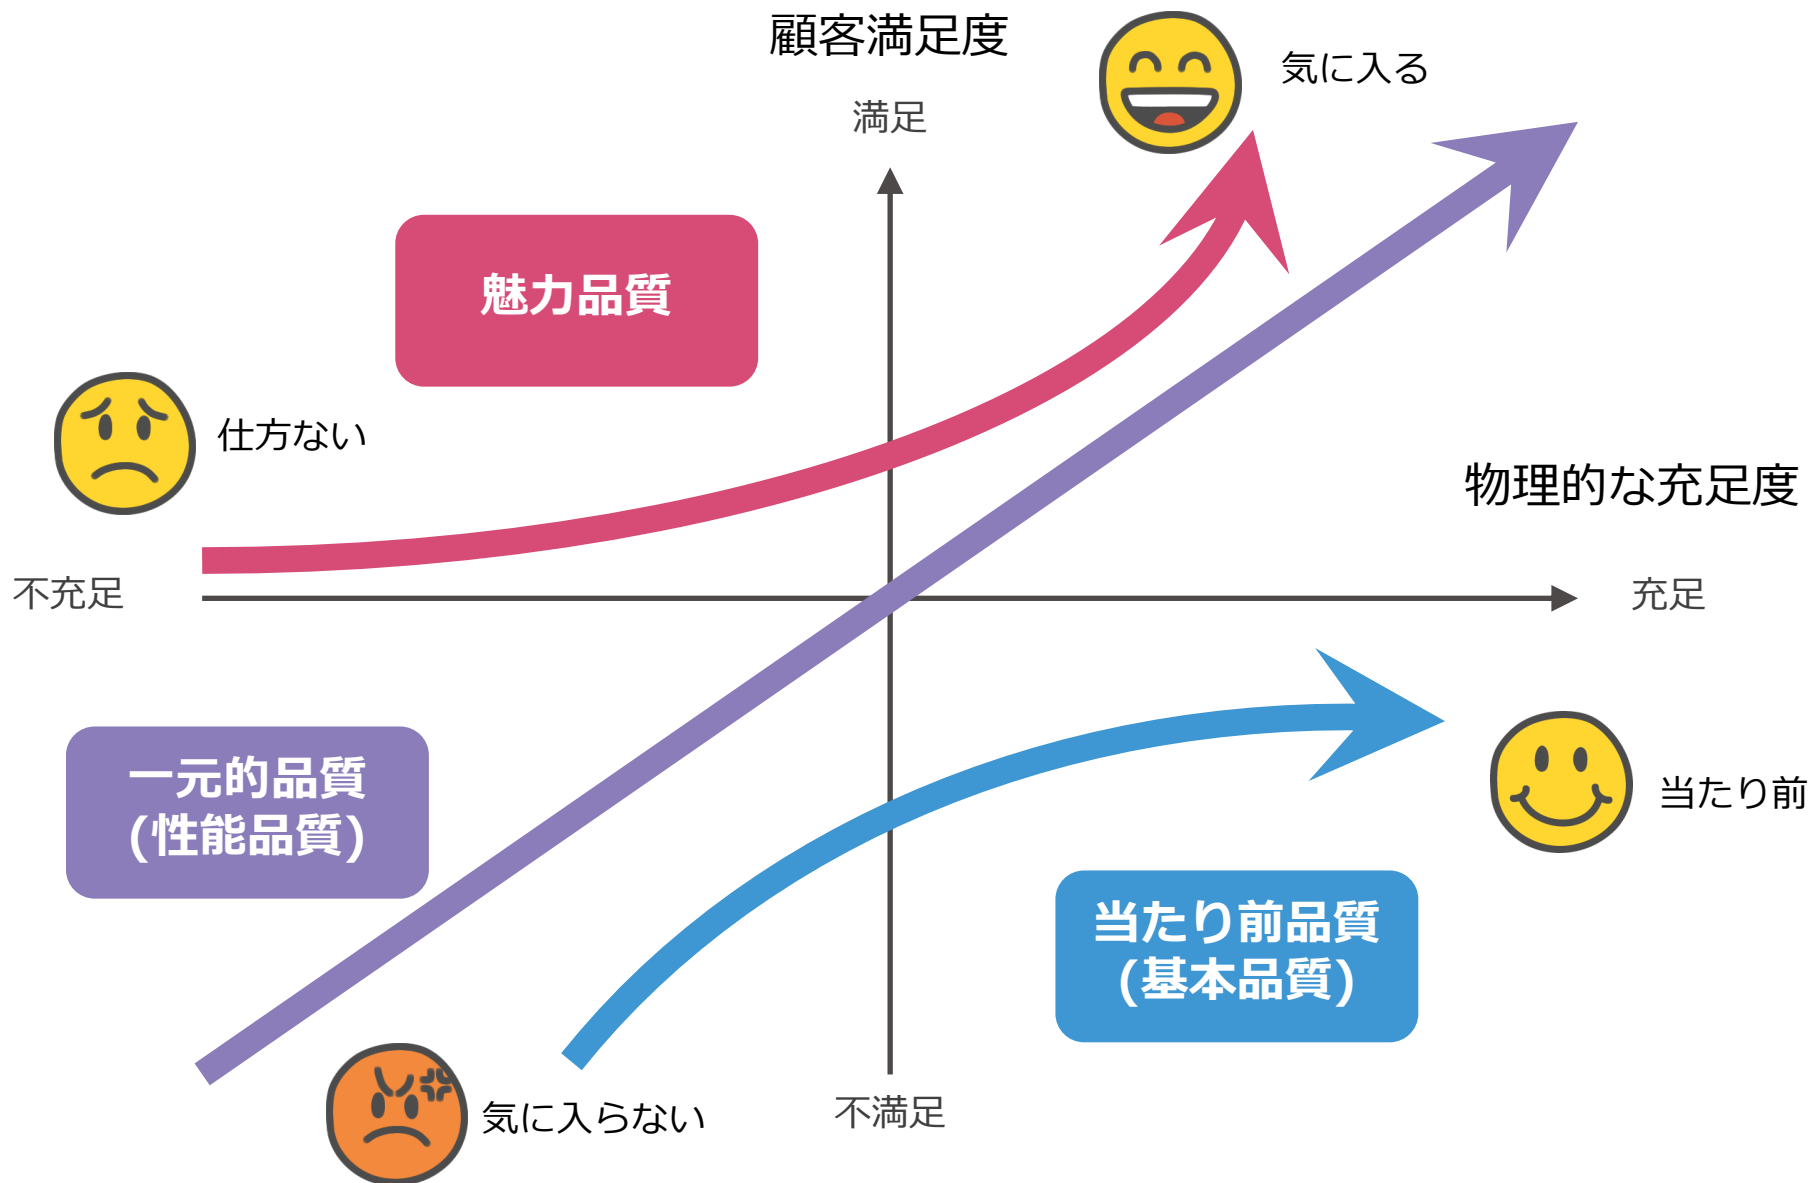 顧客満足度
気に入る
満足
魅力品質
仕方ない
物理的な充足度
不充足
充足
一元的品質
(性能品質)
当たり前
当たり前品質
(基本品質)
気に入らない
不満足